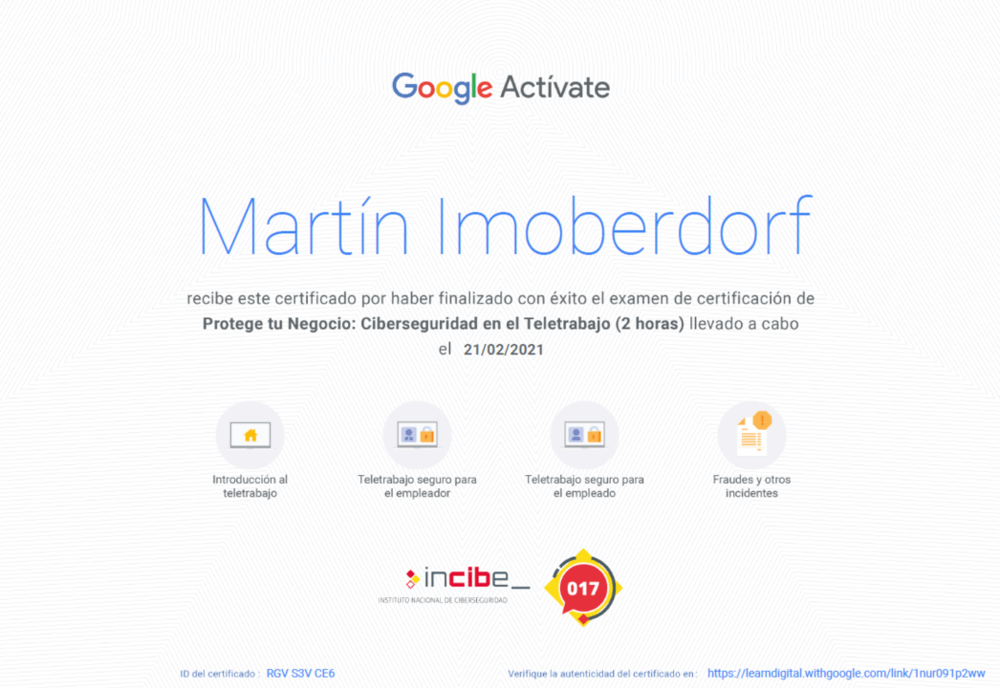 Google Actívate
Martín Imoberdorf
recibe este certificado por haber finalizado con éxito el examen de certificación de
Protege tu Negocio: Ciberseguridad en el Teletrabajo (2 horas) llevado a cabo
el 21/02/2021
Introducción al
teletrabajo
Teletrabajo seguro para
el empleador
Teletrabajo seguro para
el empleado
Fraudes y otros
incidentes
incibe_
INSTITUTO NACIONAL DE CIBERSEGURIDAD
017
ID del certificado : RGV S3V CE6
Verifique la autenticidad del certificado en : https://learndigital.withgoogle.com/link/1nur091p2ww